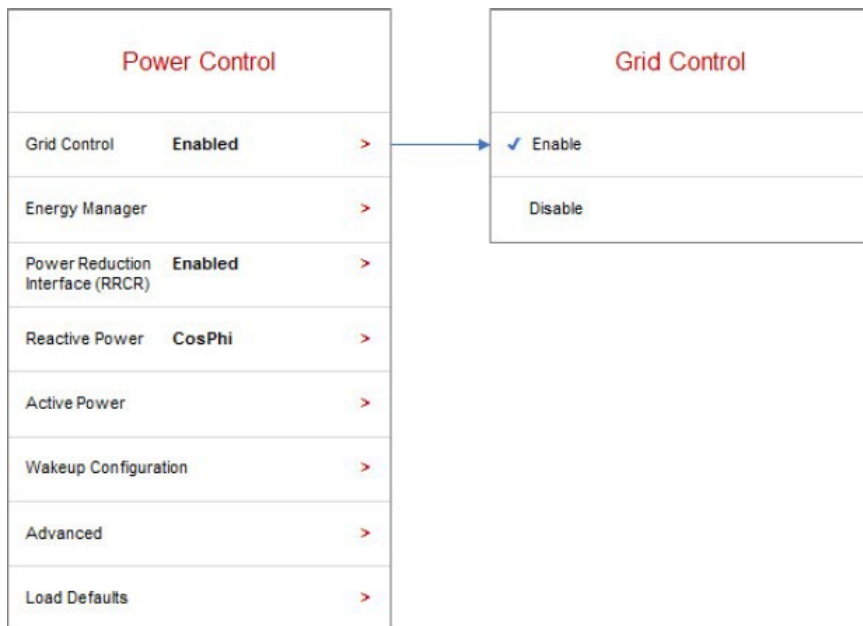 Power Control
Grid Control Enabled >
Energy Manager >
Power Reduction Enabled >
Interface (RRCR)
Reactive Power CosPhi >
Active Power >
Wakeup Configuration >
Advanced >
Load Defaults >
Grid Control
✓ Enable
Disable